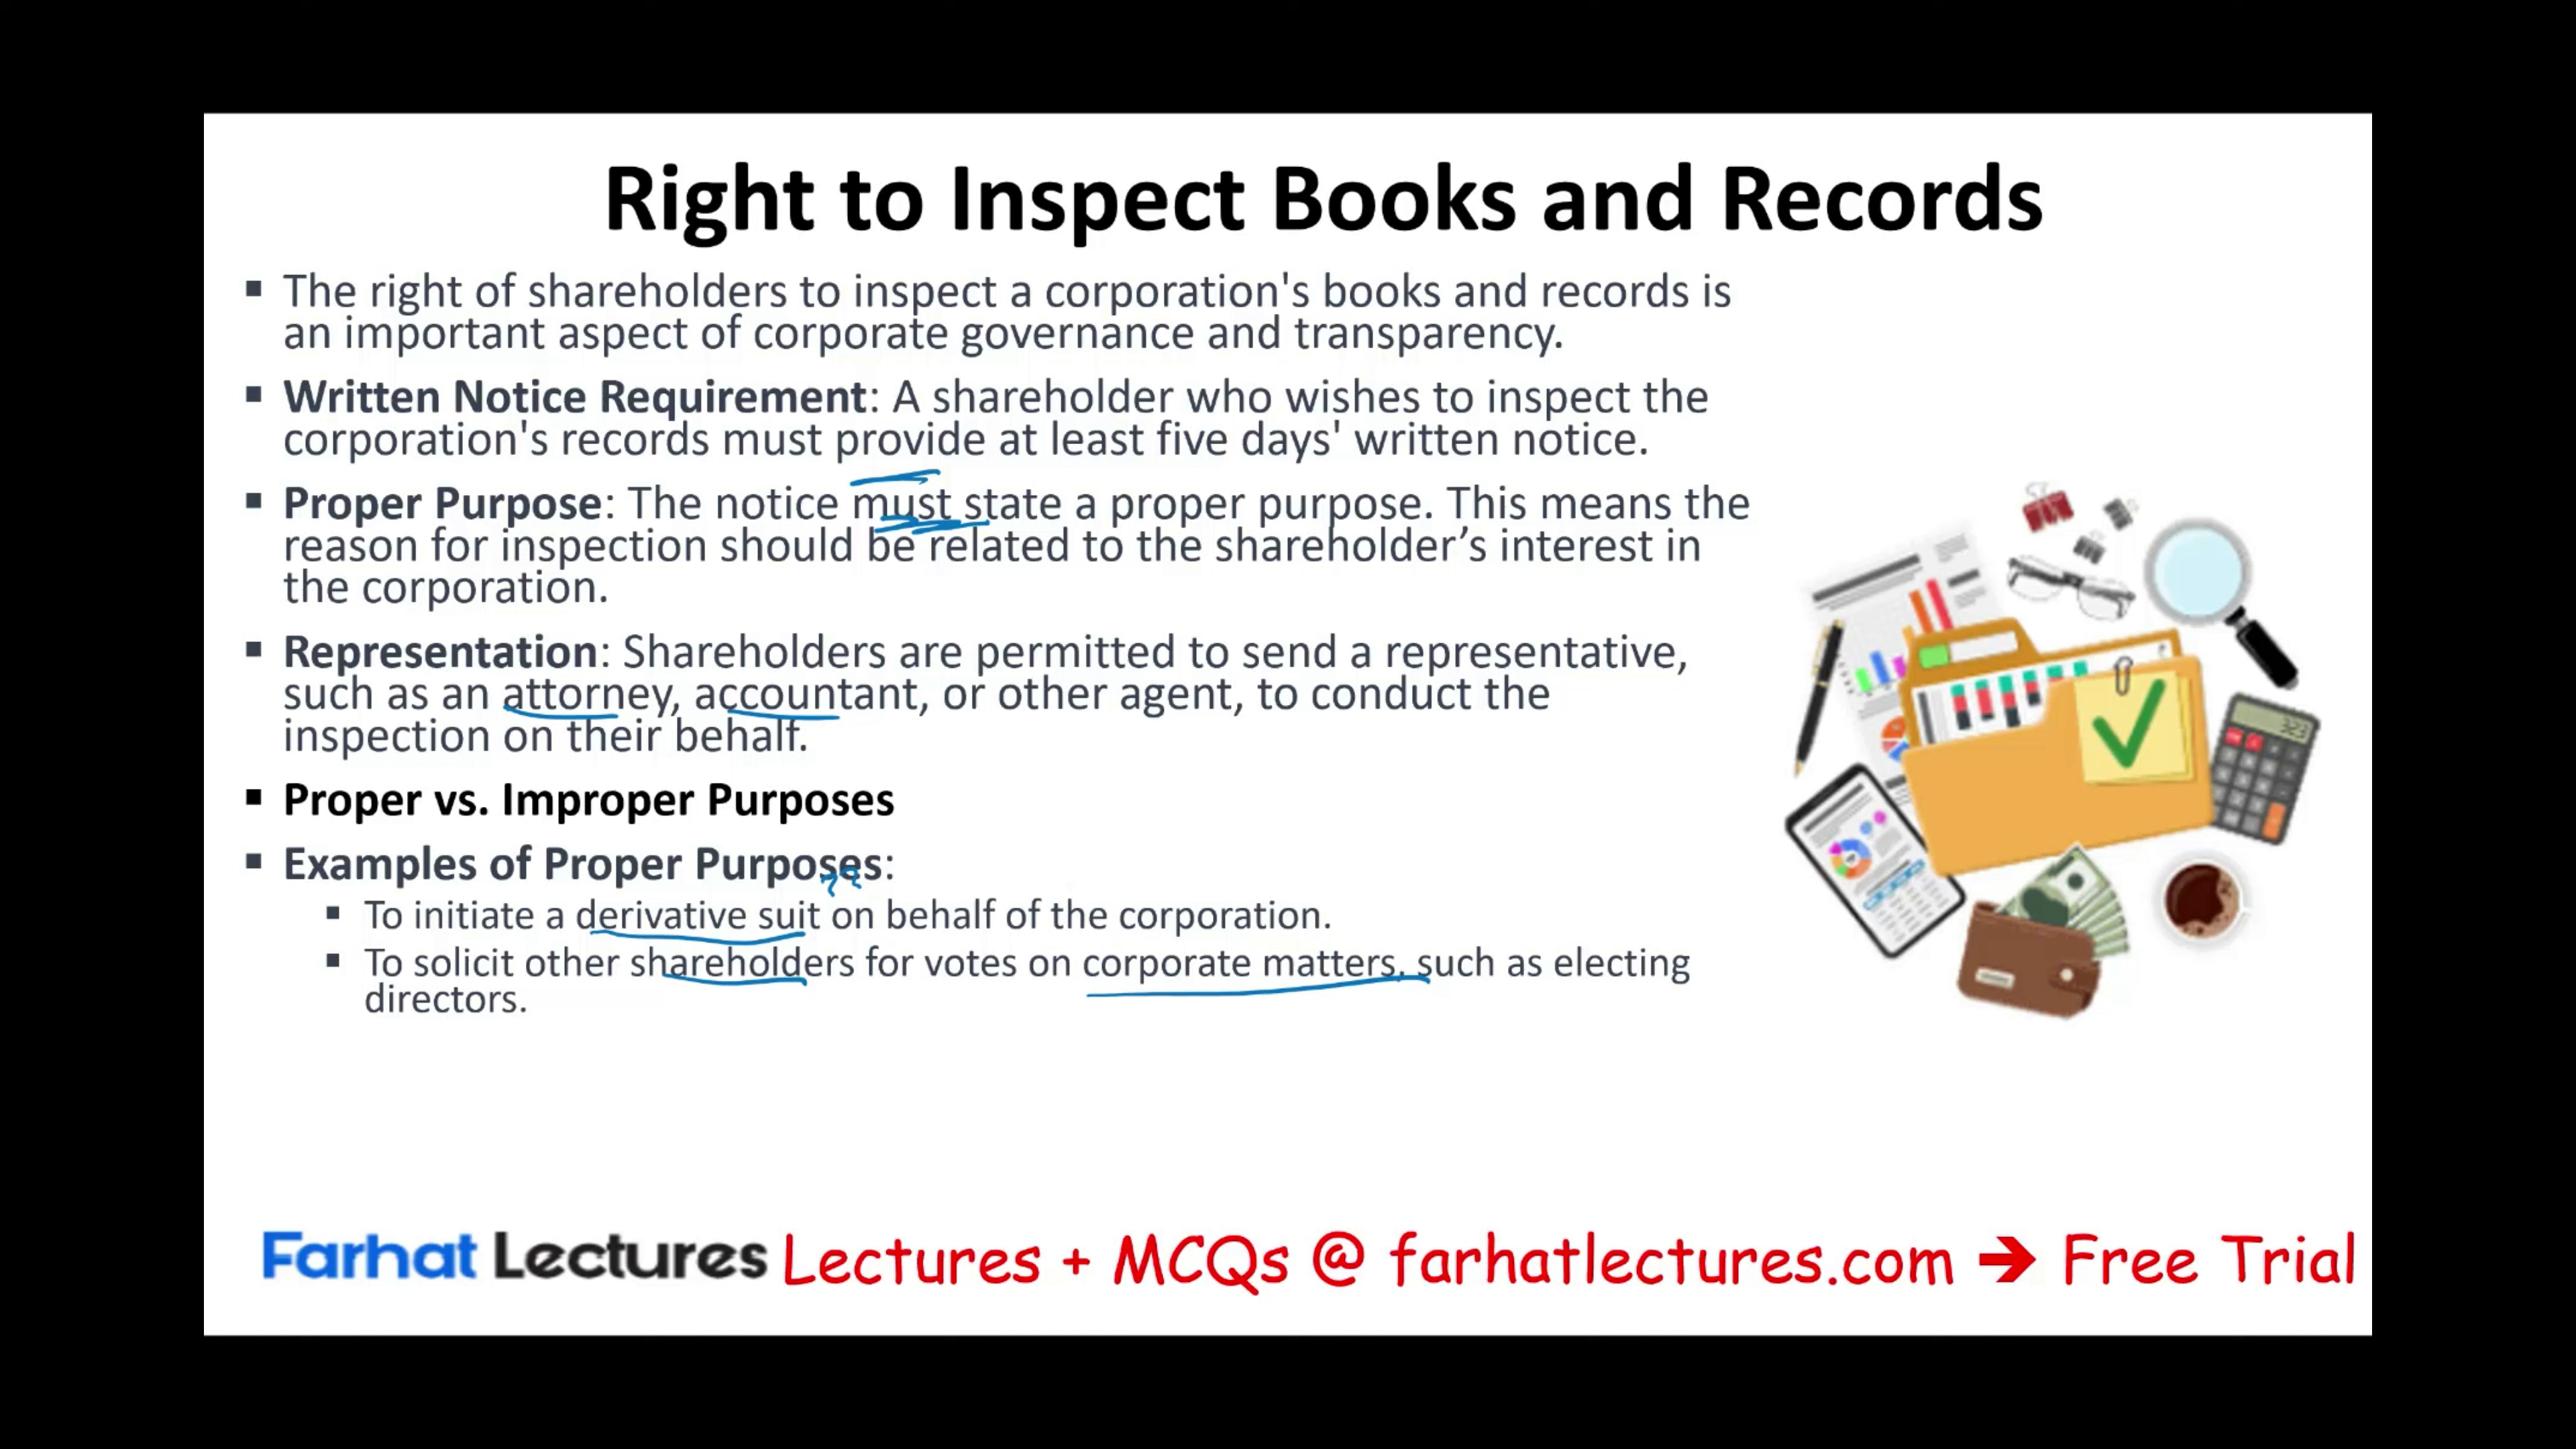 Right to Inspect Books and Records
▪ The right of shareholders to inspect a corporation's books and records is
an important aspect of corporate governance and transparency.
▪ Written Notice Requirement: A shareholder who wishes to inspect the
corporation's records must provide at least five days' written notice.
▪ Proper Purpose: The notice must state a proper purpose. This means the
reason for inspection should be related to the shareholder’s interest in
the corporation.
▪ Representation: Shareholders are permitted to send a representative,
such as an attorney, accountant, or other agent, to conduct the
inspection on their behalf.
▪ Proper vs. Improper Purposes
▪ Examples of Proper Purposes:
▪ To initiate a derivative suit on behalf of the corporation.
▪ To solicit other shareholders for votes on corporate matters, such as electing
directors.
Farhat Lectures Lectures + MCQs @ farhatlectures.com ➔ Free Trial